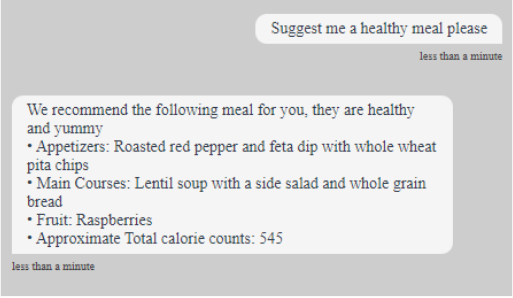 Suggest me a healthy meal please
less than a minute
We recommend the following meal for you, they are healthy
and yummy
• Appetizers: Roasted red pepper and feta dip with whole wheat
pita chips
• Main Courses: Lentil soup with a side salad and whole grain
bread
• Fruit: Raspberries
• Approximate Total calorie counts: 545
less than a minute